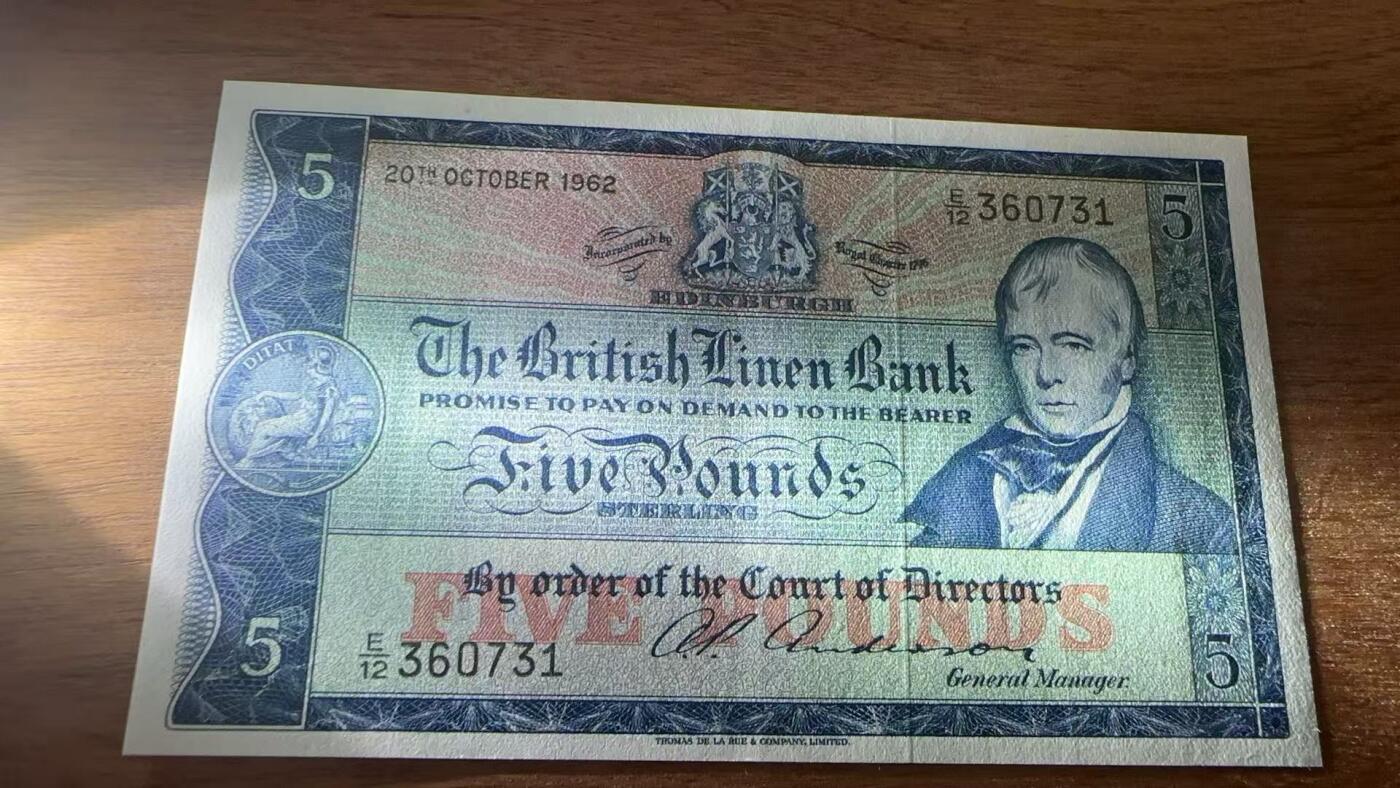 5
20TH OCTOBER 1962
E/12 360731
5
Incorporated by
Royal Charter
EDINBURGH
The British Linen Bank
PROMISE TO PAY ON DEMAND TO THE BEARER
DITAT
Five Pounds
STERLING
By order of the Court of Directors
FIVE POUNDS
E/12 360731
A.P. Anderson
General Manager
5
5
THOMAS DE LA RUE & COMPANY, LIMITED.